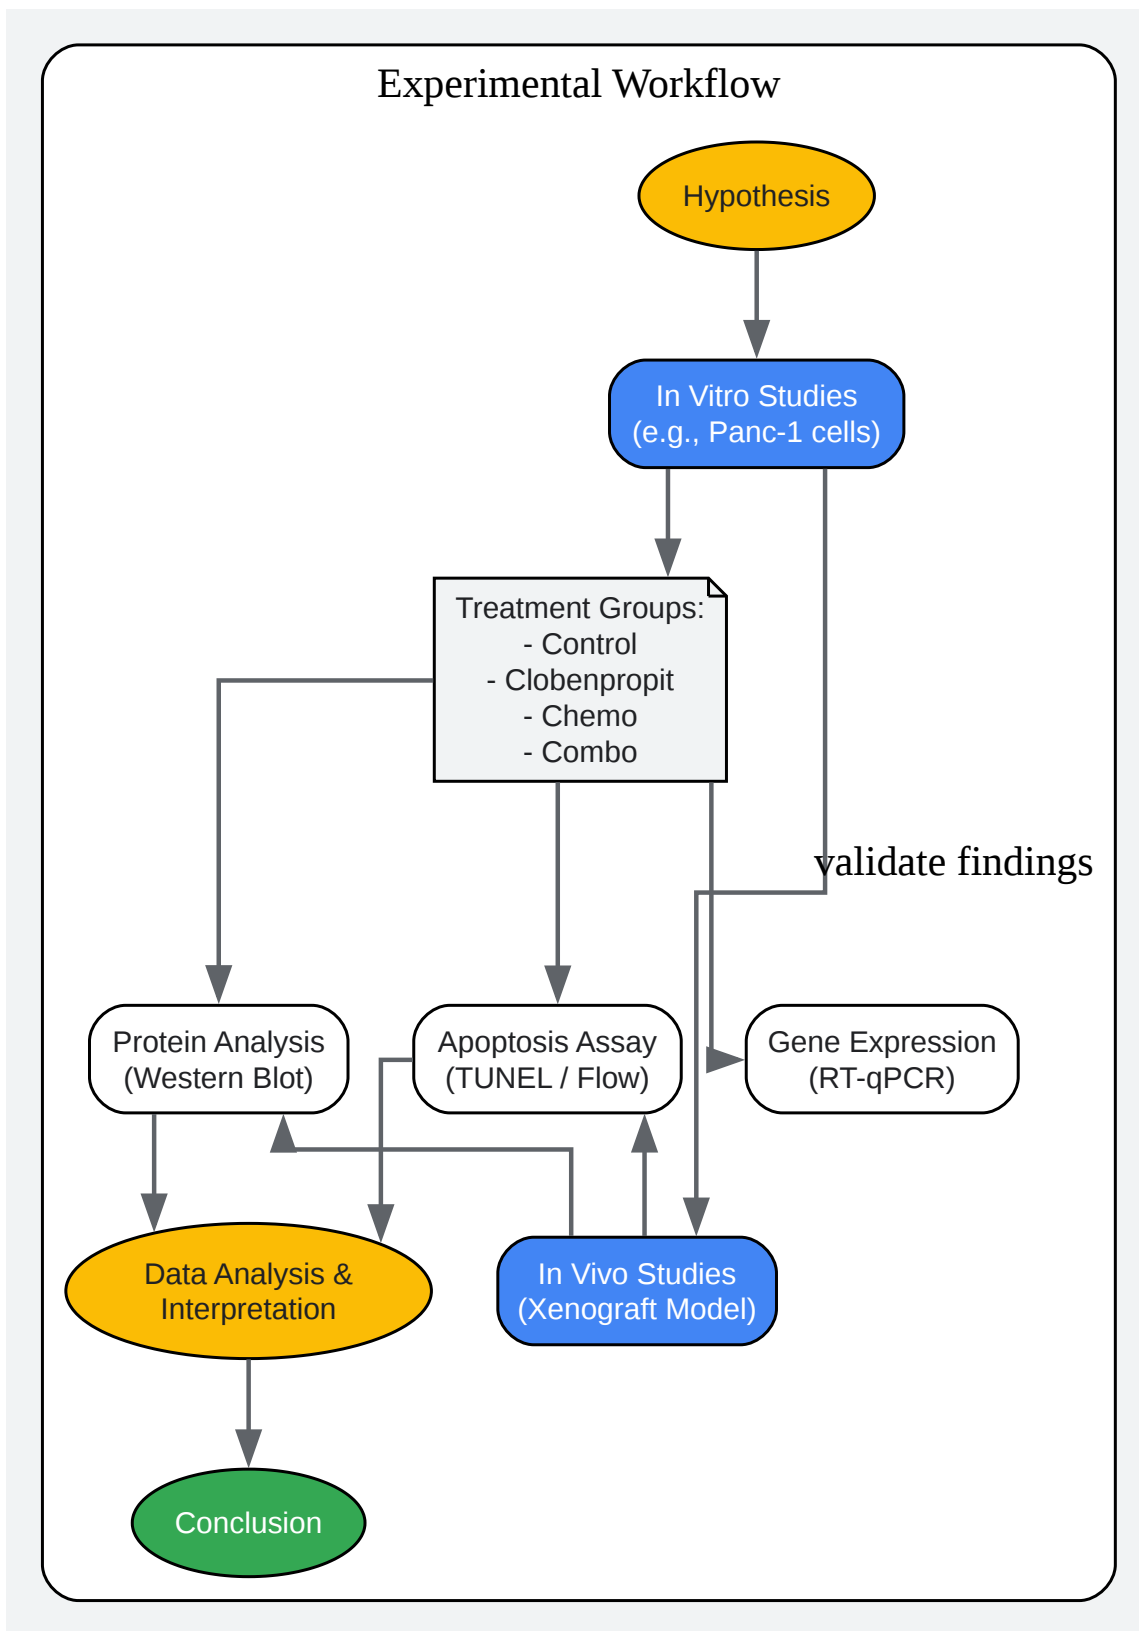 Experimental Workflow
Hypothesis
In Vitro Studies
(e.g., Panc-1 cells)
Treatment Groups:
- Control
- Clobenpropit
- Chemo
- Combo
validate findings
Protein Analysis
(Western Blot)
Apoptosis Assay
(TUNEL / Flow)
Gene Expression
(RT-qPCR)
Data Analysis &
Interpretation
In Vivo Studies
(Xenograft Model)
Conclusion